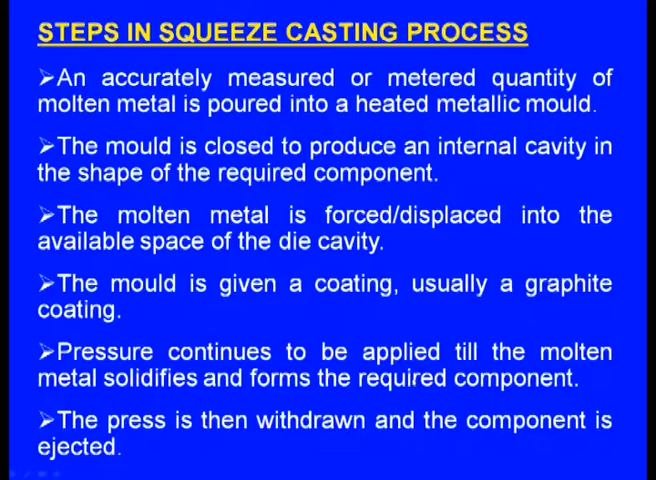 STEPS IN SQUEEZE CASTING PROCESS
➢An accurately measured or metered quantity of
molten metal is poured into a heated metallic mould.
➢The mould is closed to produce an internal cavity in
the shape of the required component.
➢The molten metal is forced/displaced into the
available space of the die cavity.
➢The mould is given a coating, usually a graphite
coating.
➢Pressure continues to be applied till the molten
metal solidifies and forms the required component.
➢The press is then withdrawn and the component is
ejected.